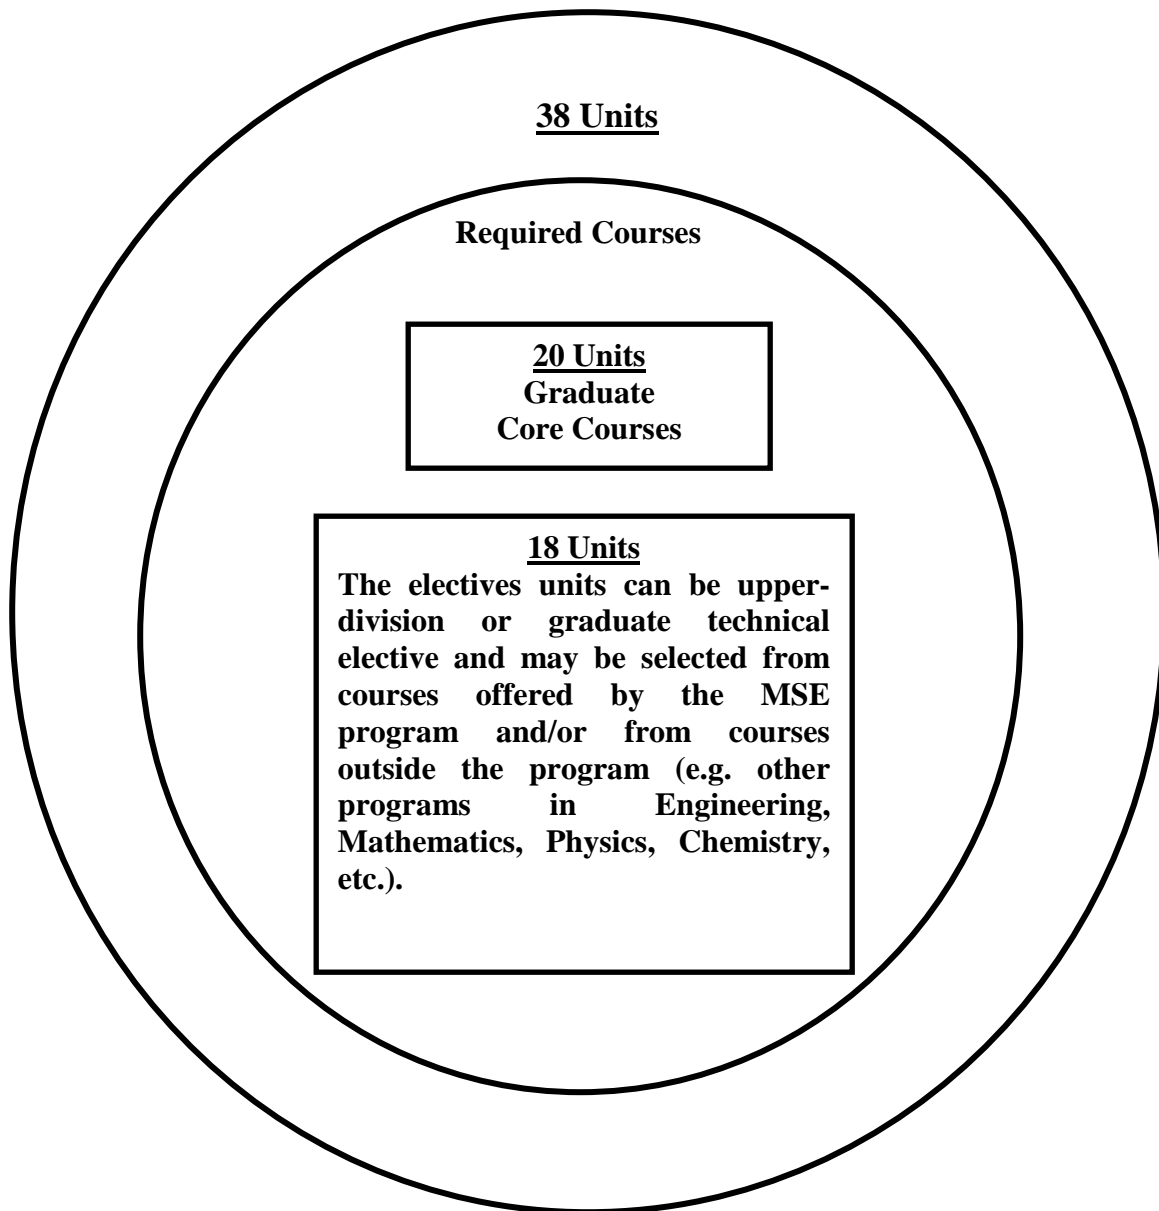 38 Units
Required Courses
20 Units
Graduate
Core Courses
18 Units
The electives units can be upper-
division or graduate technical
elective and may be selected from
courses offered by the MSE
program and/or from courses
outside the program (e.g. other
programs in Engineering,
Mathematics, Physics, Chemistry,
etc.).